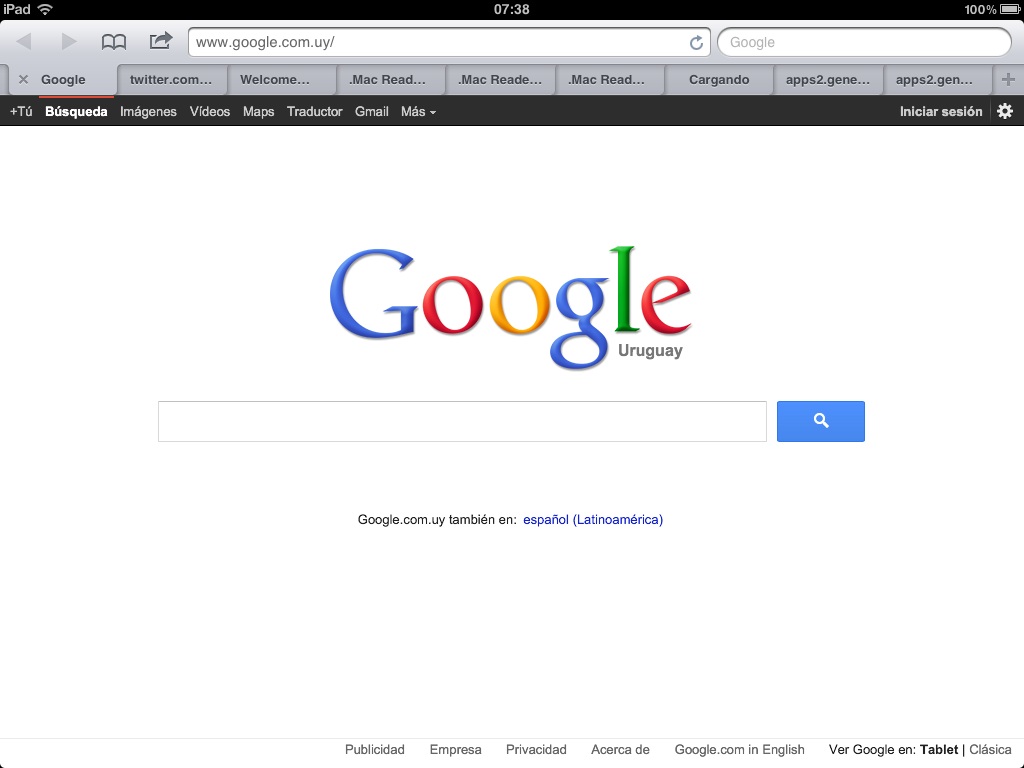 iPad 07:38 100%
www.google.com.uy/ Google
Google twitter.com... Welcome... .Mac Read... .Mac Reade... .Mac Read... Cargando apps2.gene... apps2.gen...
+Tú Búsqueda Imágenes Vídeos Maps Traductor Gmail Más Iniciar sesión
Google
Uruguay
Google.com.uy también en: español (Latinoamérica)
Publicidad Empresa Privacidad Acerca de Google.com in English Ver Google en: Tablet | Clásica